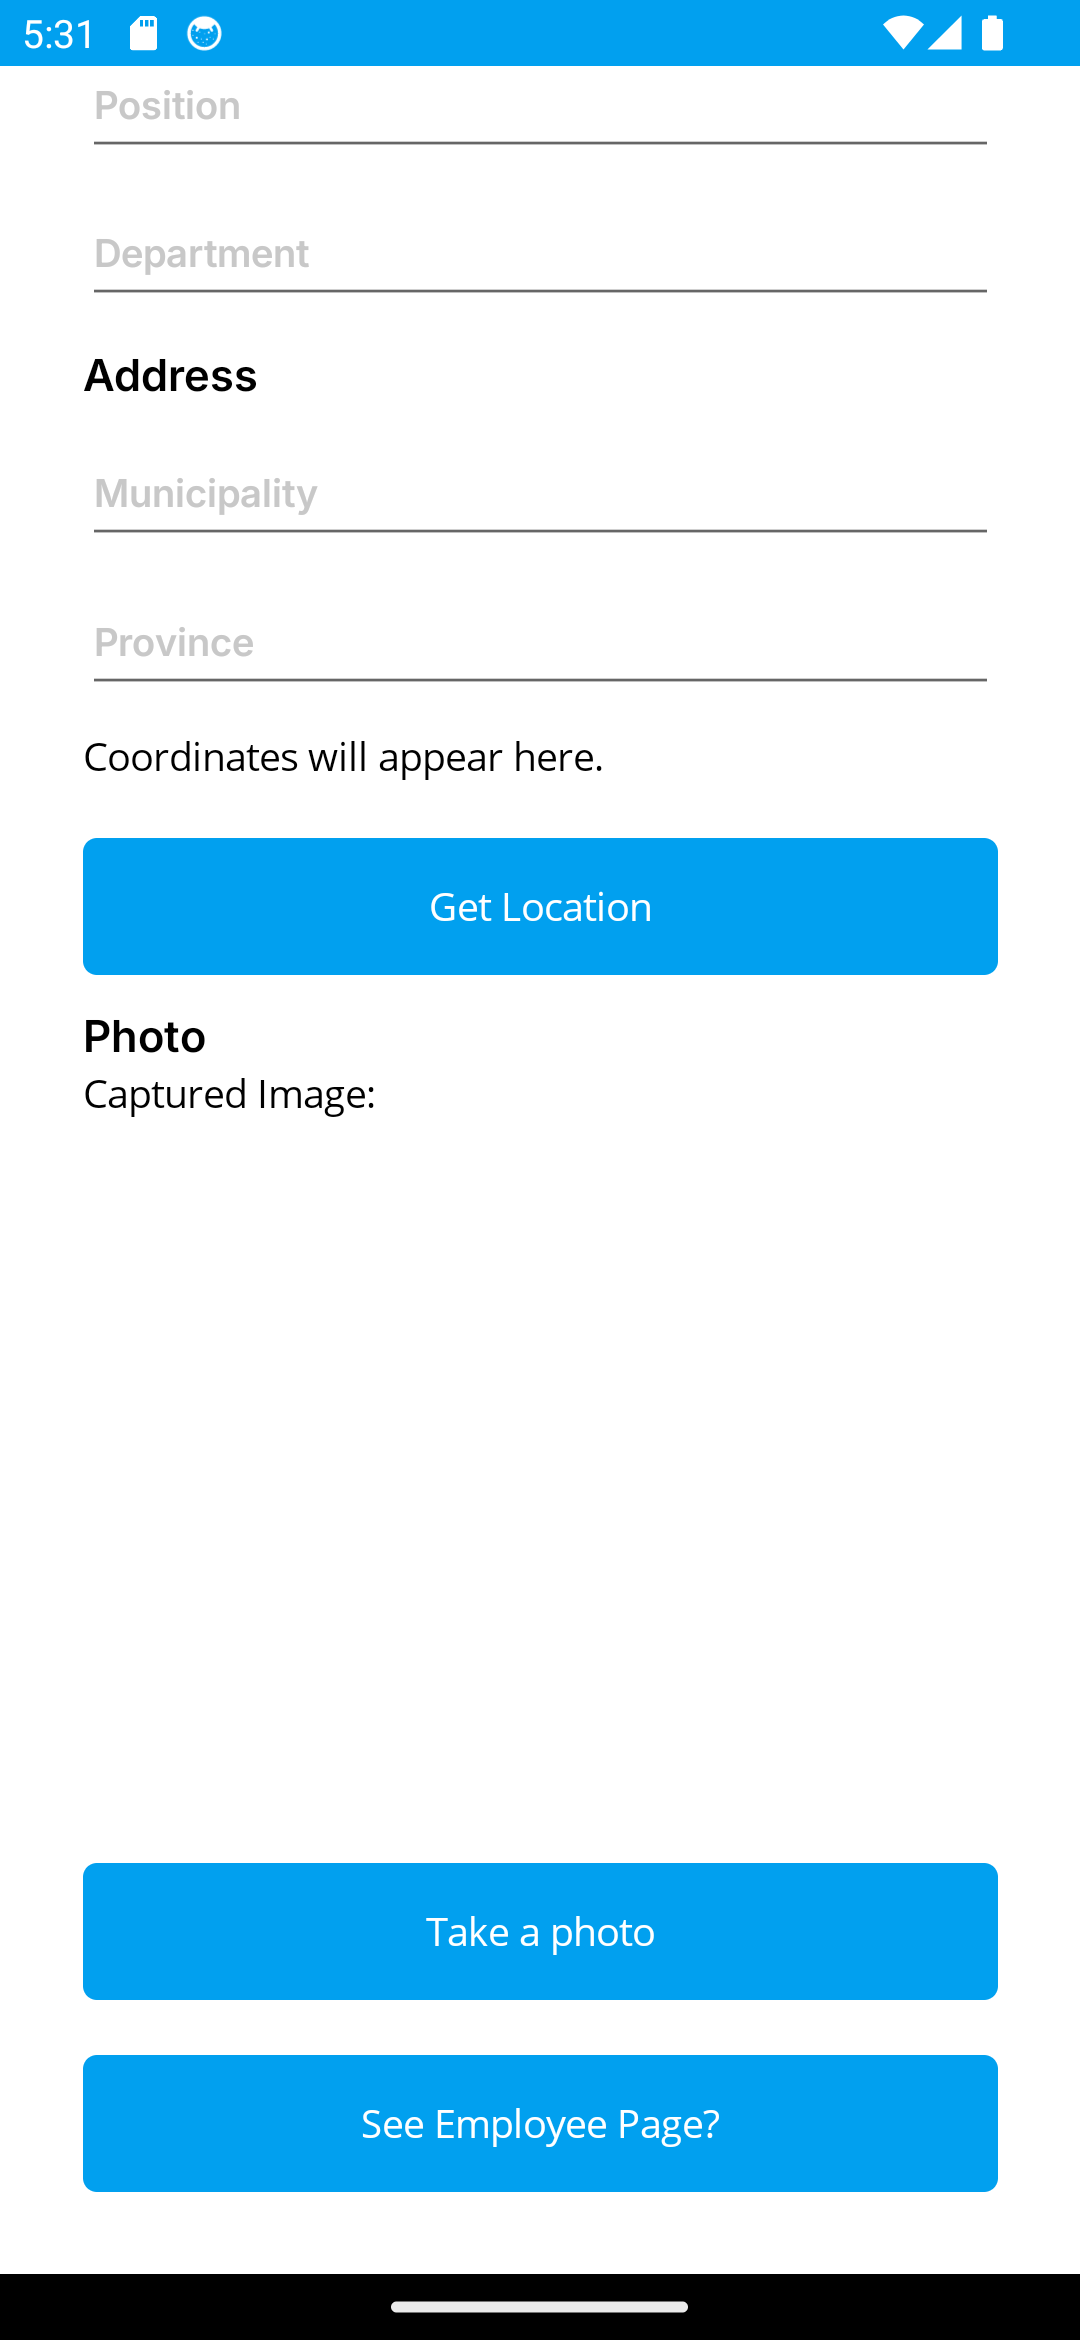 5:31
Position
Department
Address
Municipality
Province
Coordinates will appear here.
Get Location
Photo
Captured Image:
Take a photo
See Employee Page?